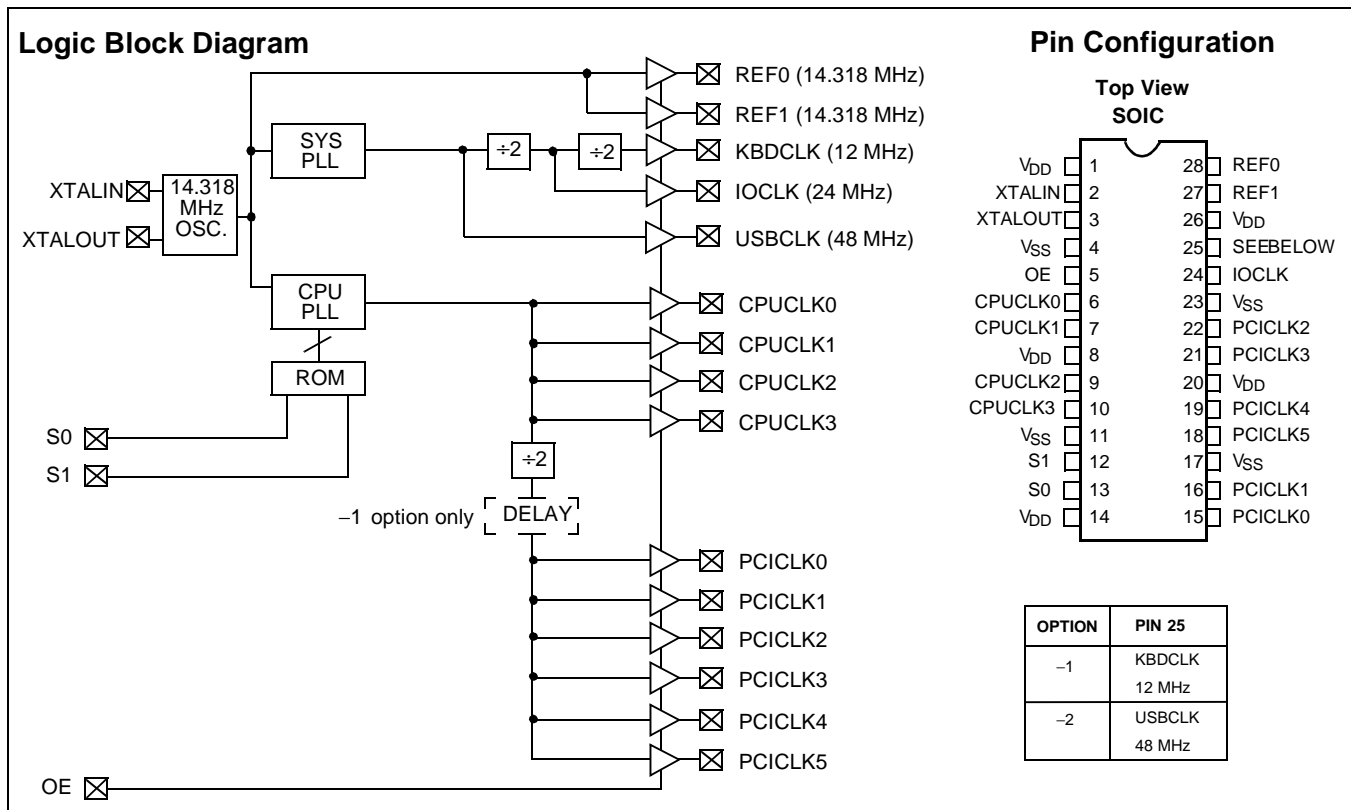 Logic Block Diagram
REF0 (14.318 MHz)
REF1 (14.318 MHz)
SYS
PLL
÷2
÷2
KBDCLK (12 MHz)
XTALIN
14.318
MHz
OSC.
IOCLK (24 MHz)
XTALOUT
USBCLK (48 MHz)
CPU
PLL
CPUCLK0
CPUCLK1
ROM
CPUCLK2
CPUCLK3
S0
S1
÷2
–1 option only
DELAY
PCICLK0
PCICLK1
PCICLK2
PCICLK3
PCICLK4
PCICLK5
OE
Pin Configuration
Top View
SOIC
VDD 1 28 REF0
XTALIN 2 27 REF1
XTALOUT 3 26 VDD
VSS 4 25 SEEBELOW
OE 5 24 IOCLK
CPUCLK0 6 23 VSS
CPUCLK1 7 22 PCICLK2
VDD 8 21 PCICLK3
CPUCLK2 9 20 VDD
CPUCLK3 10 19 PCICLK4
VSS 11 18 PCICLK5
S1 12 17 VSS
S0 13 16 PCICLK1
VDD 14 15 PCICLK0
OPTION PIN 25
–1 KBDCLK
12 MHz
–2 USBCLK
48 MHz